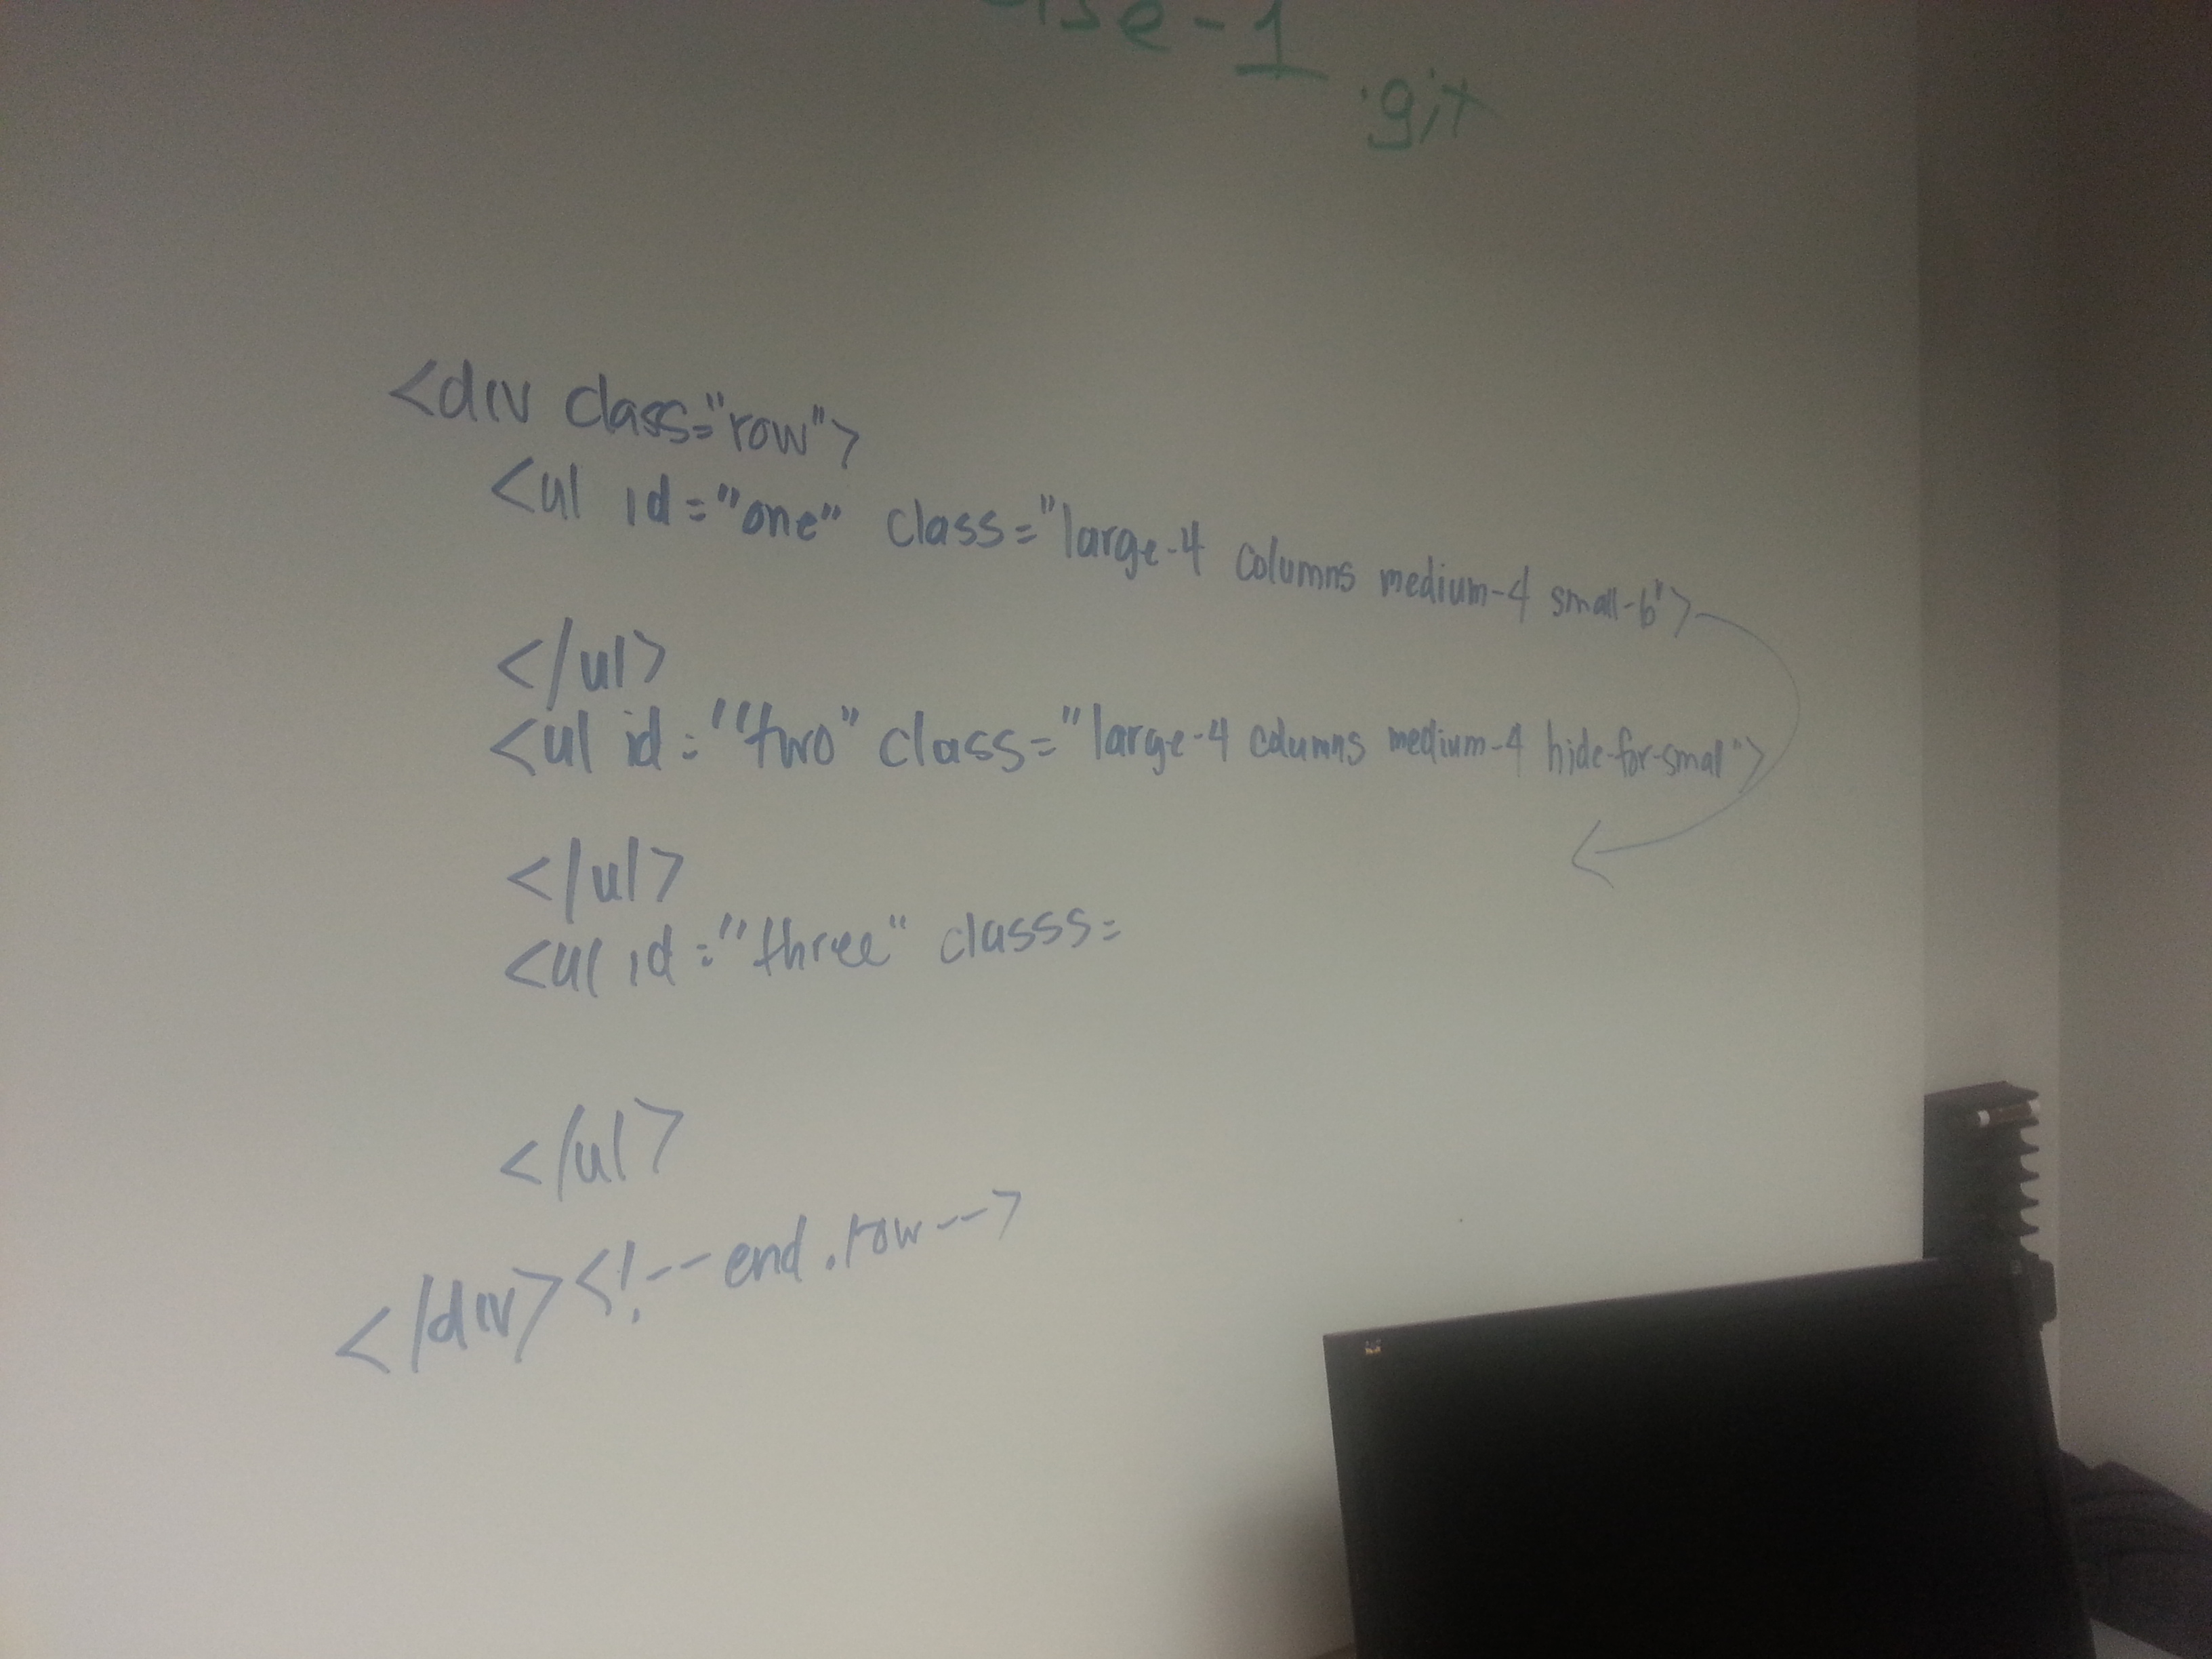 -1
.git
<div class="row">
<ul id="one" class="large-4 columns medium-4 small-6">
</ul>
<ul id="two" class="large-4 columns medium-4 hide-for-smal">
</ul>
<ul id="three" classs=
</ul>
</div><!-- end .row -->